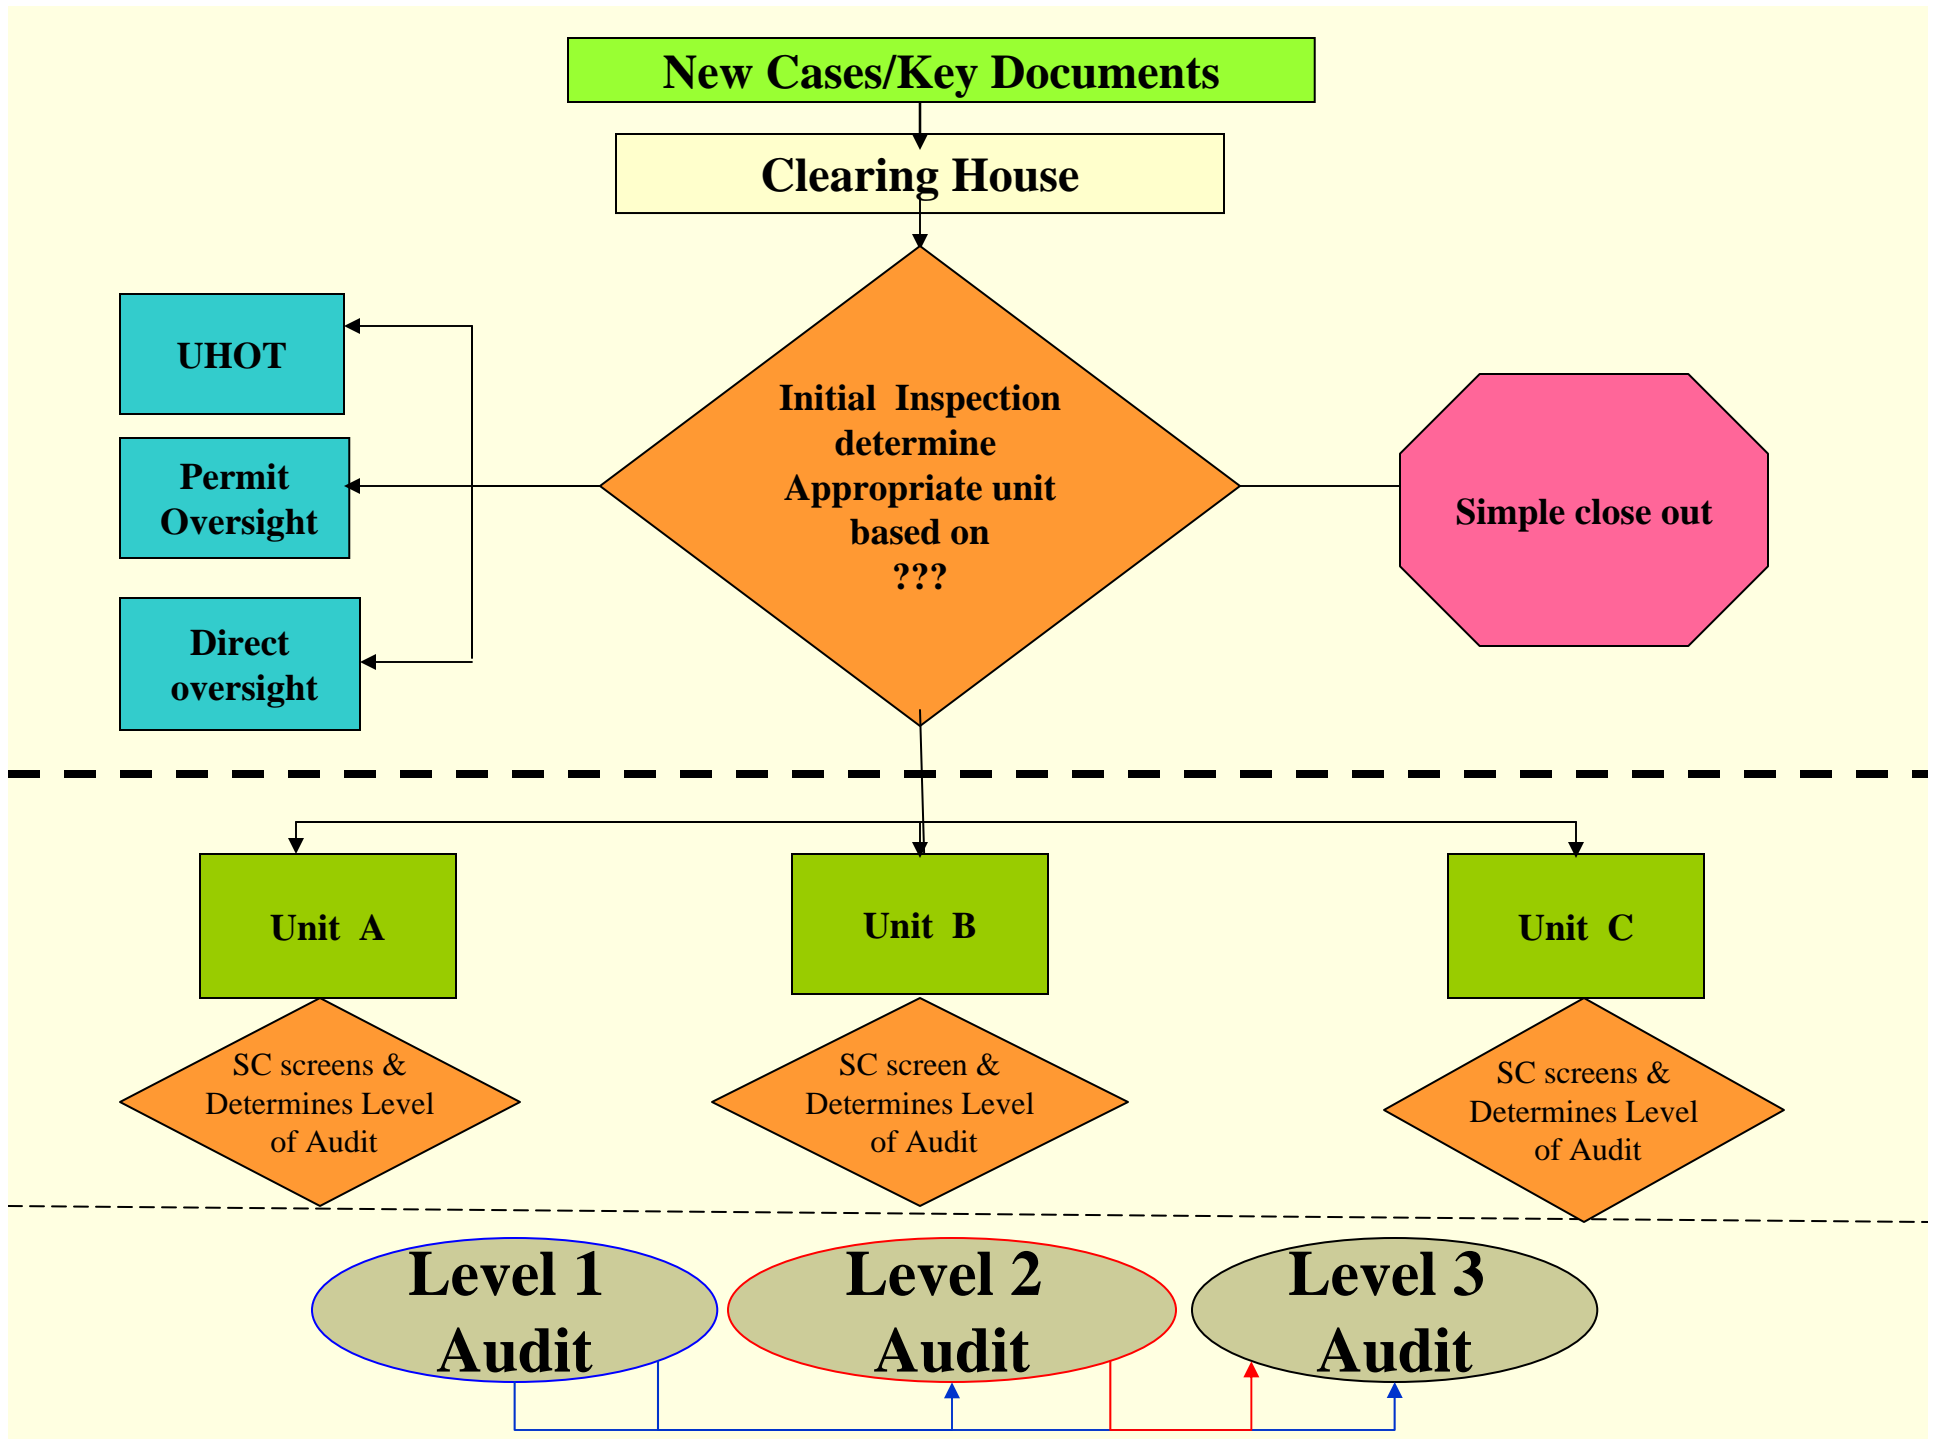 New Cases/Key Documents
Clearing House
Initial Inspection
determine
Appropriate unit
based on
???
UHOT
Permit
Oversight
Direct
oversight
Simple close out
Unit A
Unit B
Unit C
SC screens &
Determines Level
of Audit
SC screen &
Determines Level
of Audit
SC screens &
Determines Level
of Audit
Level 1
Audit
Level 2
Audit
Level 3
Audit